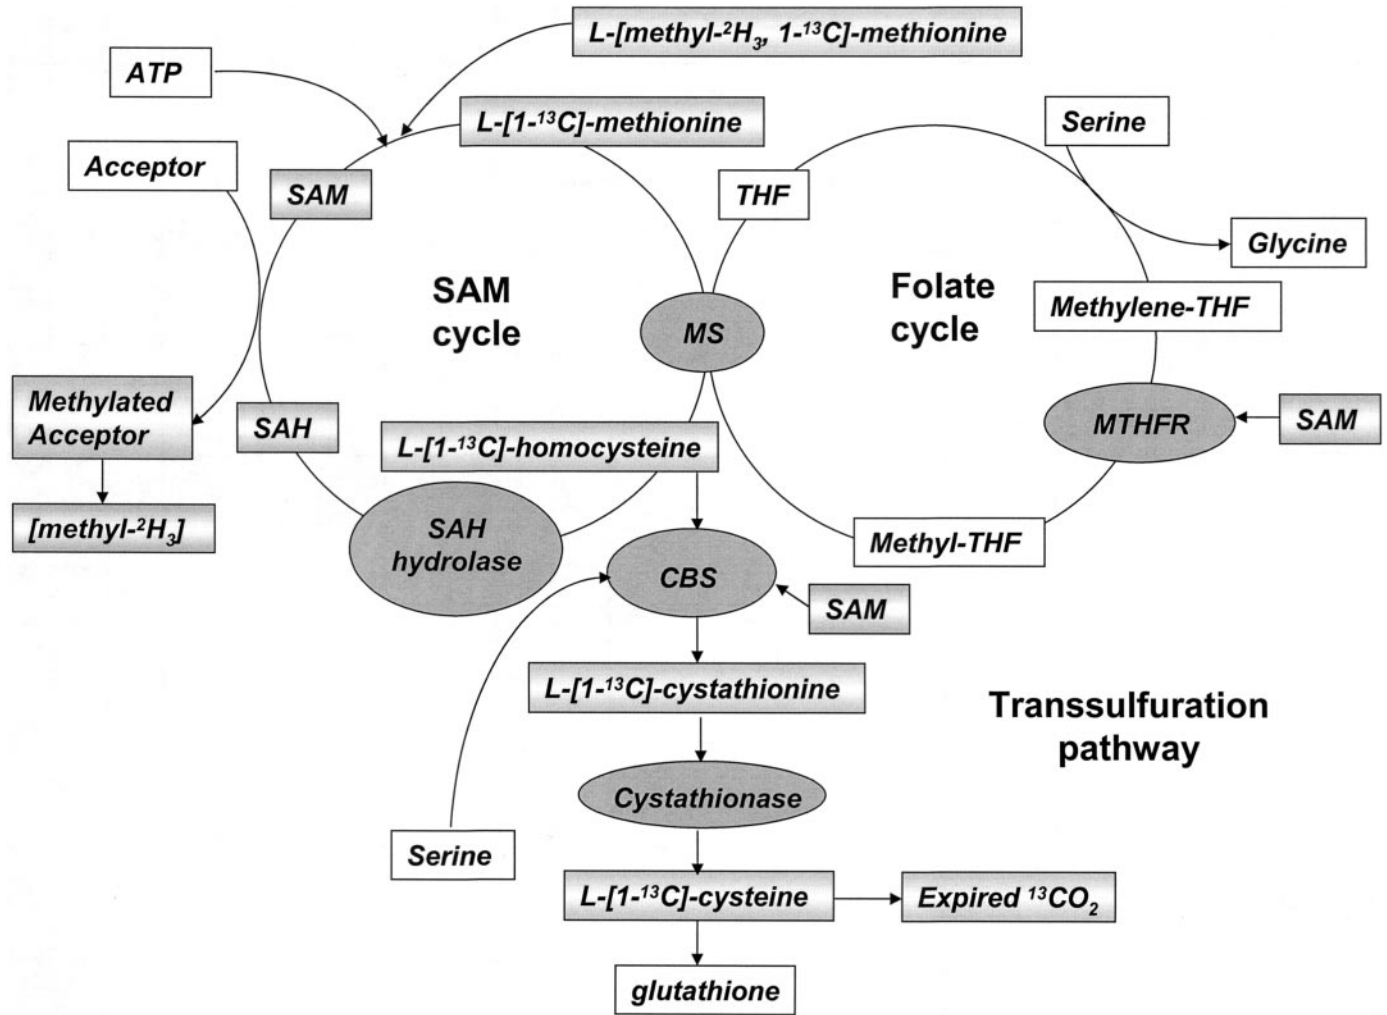 L-[methyl-²H₃, 1-¹³C]-methionine
ATP
L-[1-¹³C]-methionine
Serine
Acceptor
SAM
THF
Glycine
SAM
cycle
Folate
cycle
MS
Methylene-THF
Methylated
Acceptor
SAH
L-[1-¹³C]-homocysteine
MTHFR
SAM
[methyl-²H₃]
SAH
hydrolase
Methyl-THF
CBS
SAM
L-[1-¹³C]-cystathionine
Transsulfuration
pathway
Cystathionase
Serine
L-[1-¹³C]-cysteine
Expired ¹³CO₂
glutathione